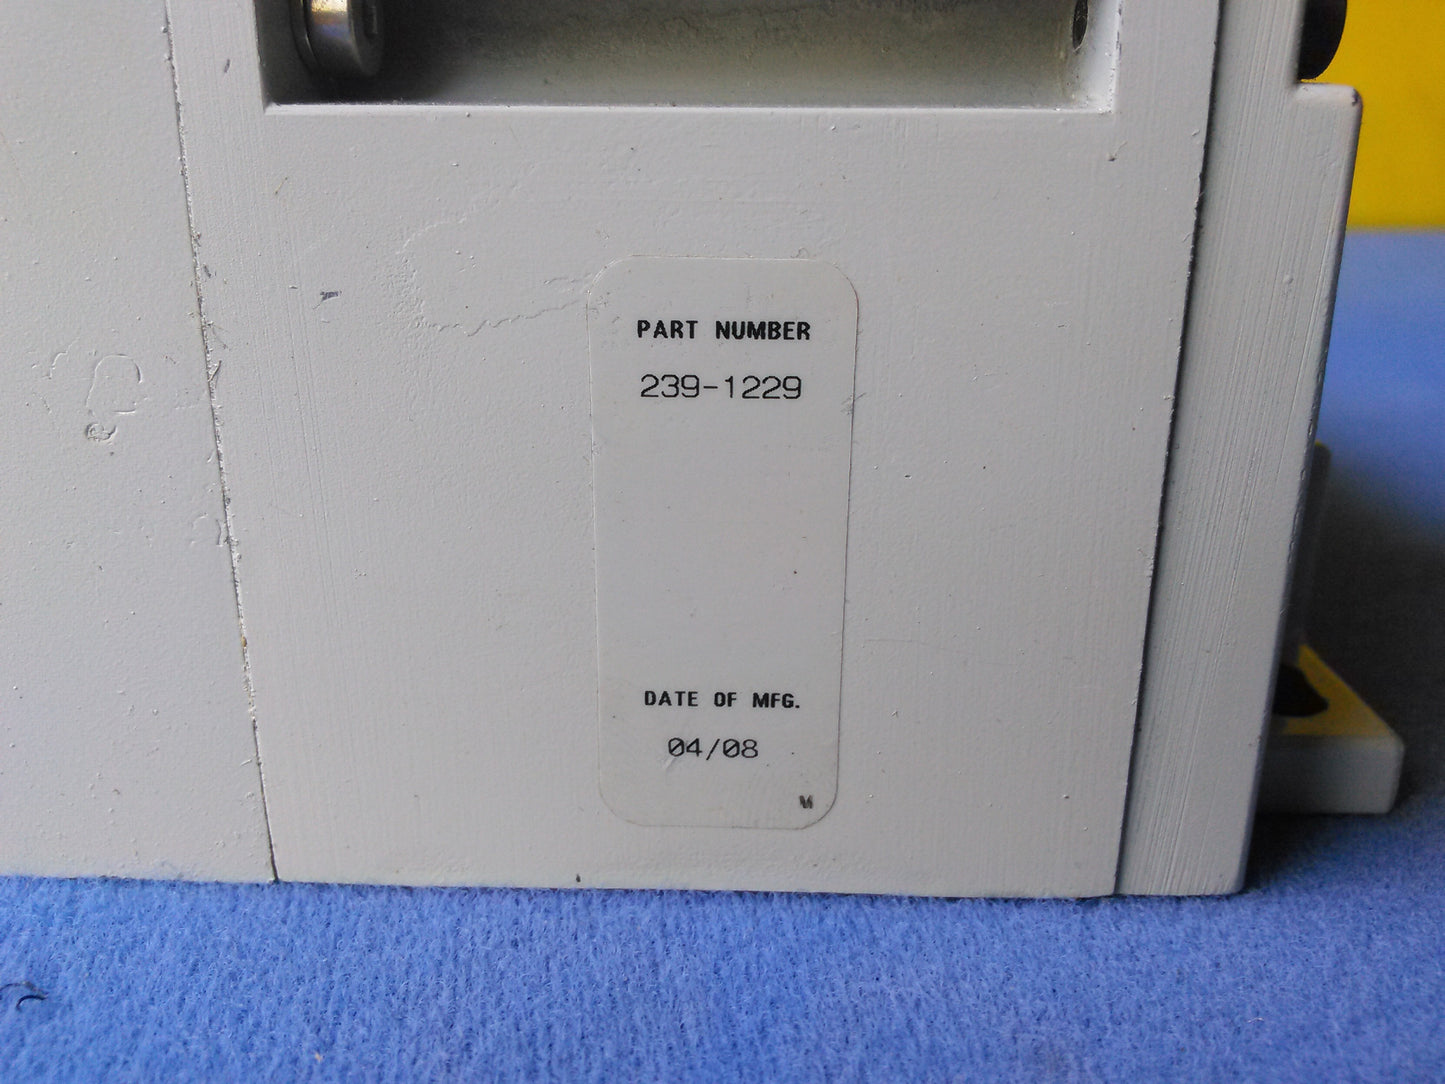 PART NUMBER
239-1229
DATE OF MFG.
04/08